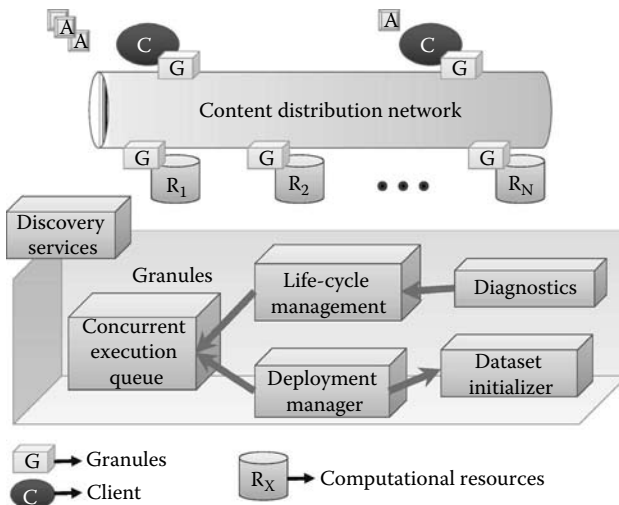 A
A
A
C
G
A
C
G
Content distribution network
G
R1
G
R2
G
RN
Discovery
services
Granules
Life-cycle
management
Diagnostics
Concurrent
execution
queue
Deployment
manager
Dataset
initializer
G
Granules
C
Client
RX
Computational resources